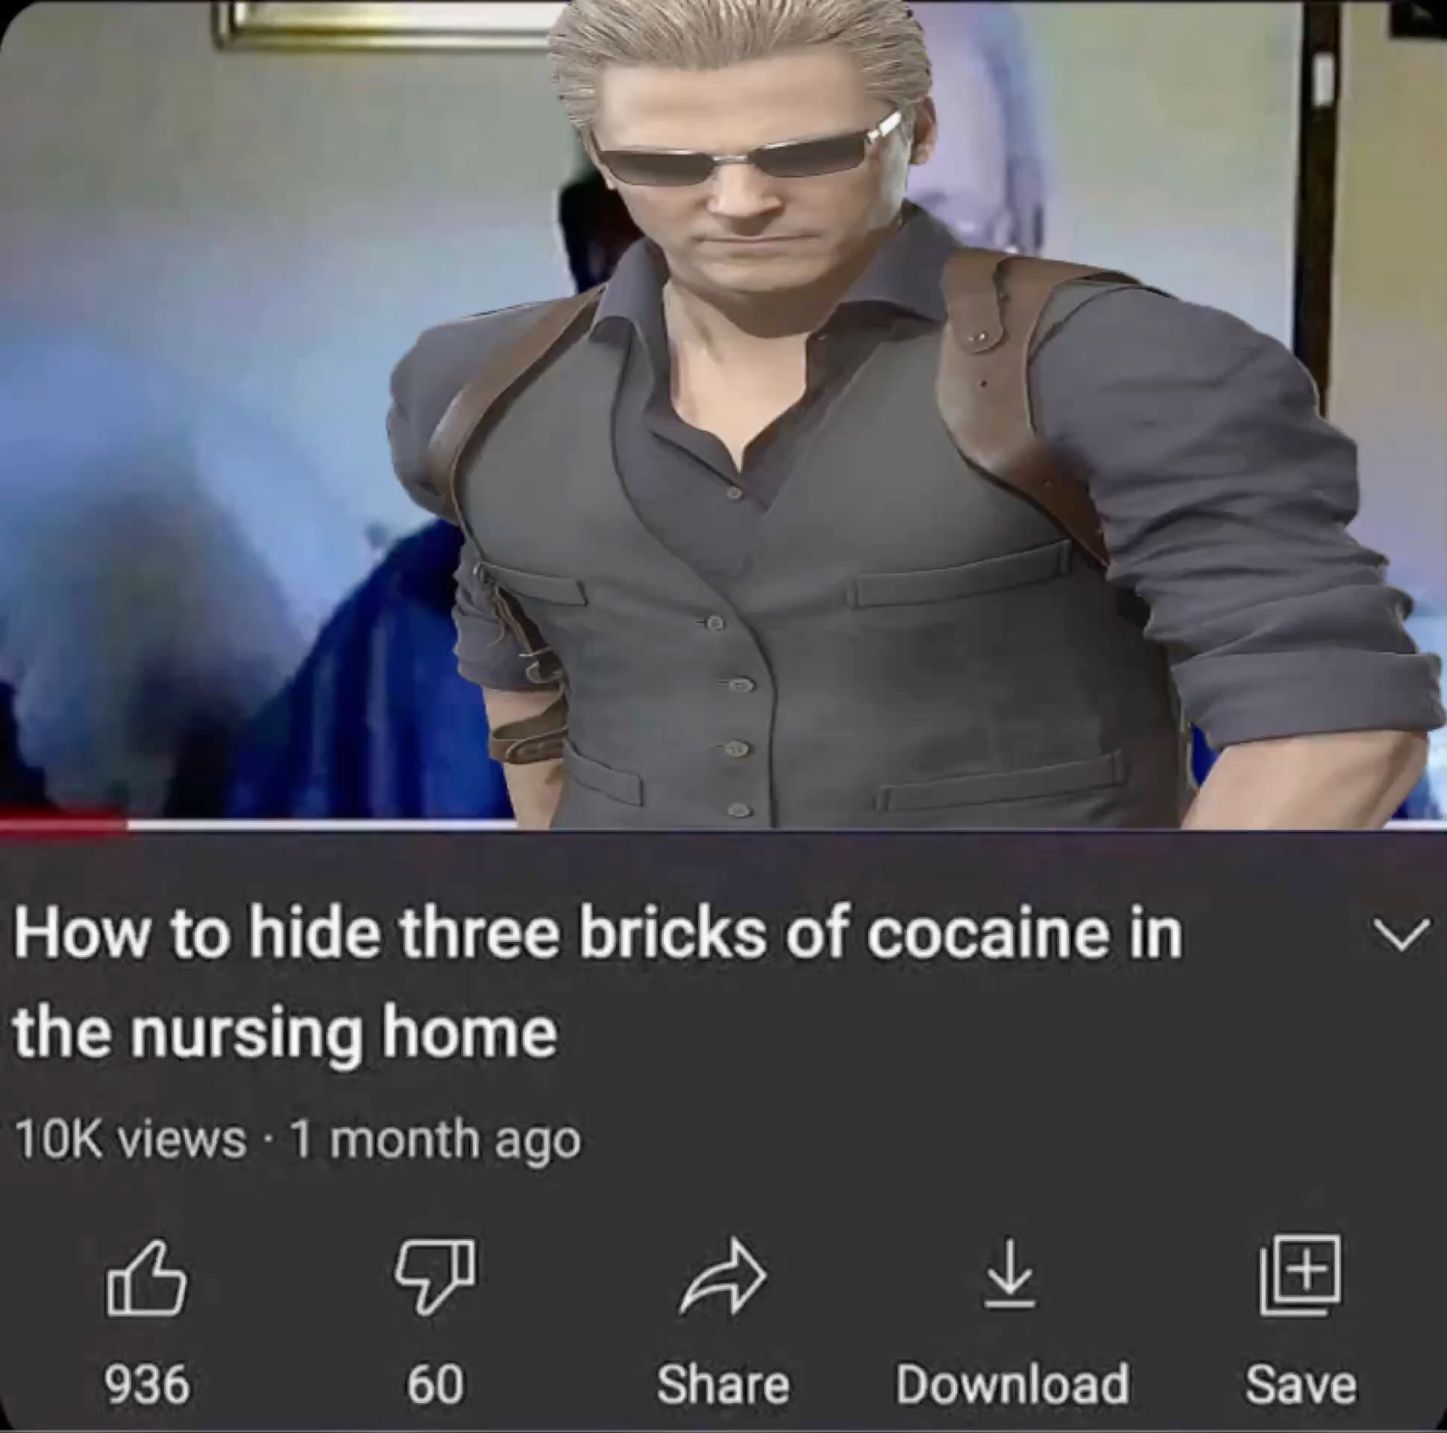 How to hide three bricks of cocaine in
the nursing home
10K views · 1 month ago
936 60 Share Download Save